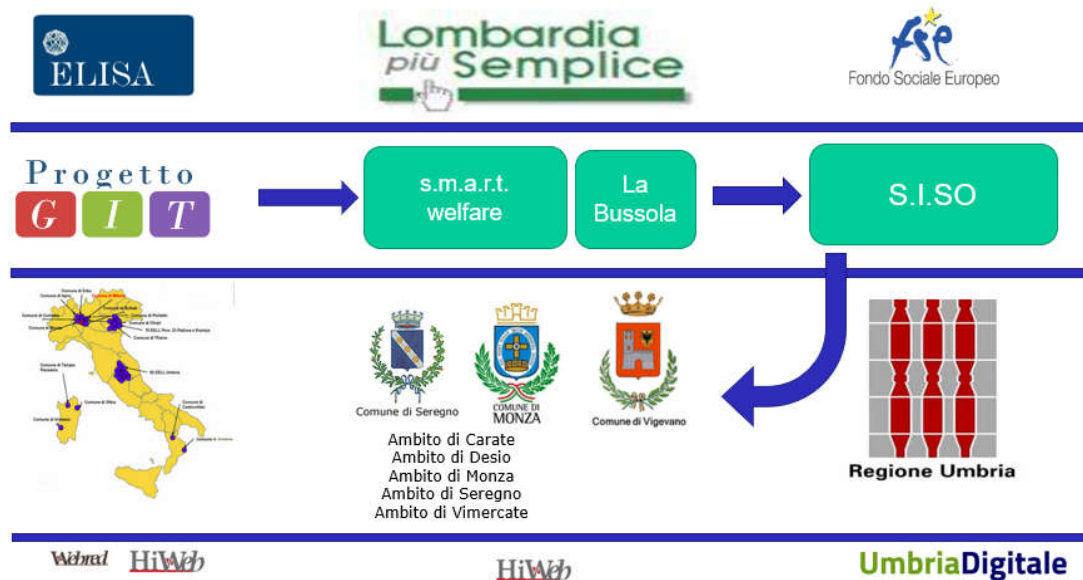 ELISA
Lombardia
più Semplice
fse
Fondo Sociale Europeo
Progetto
G I T
s.m.a.r.t.
welfare
La
Bussola
S.I.SO
Comune di Seregno
COMUNE DI
MONZA
Comune di Vigevano
Ambito di Carate
Ambito di Desio
Ambito di Monza
Ambito di Seregno
Ambito di Vimercate
Regione Umbria
Webred
HiWeb
HiWeb
UmbriaDigitale